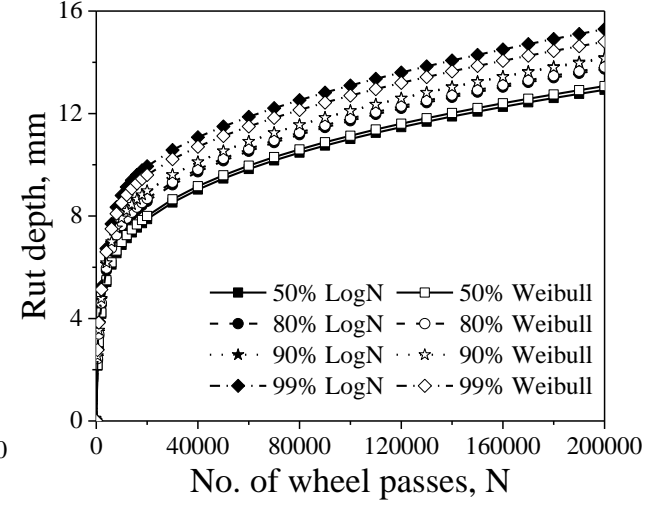 16
12
8
4
0
Rut depth, mm
50% LogN 50% Weibull
80% LogN 80% Weibull
90% LogN 90% Weibull
99% LogN 99% Weibull
0
0 40000 80000 120000 160000 200000
No. of wheel passes, N